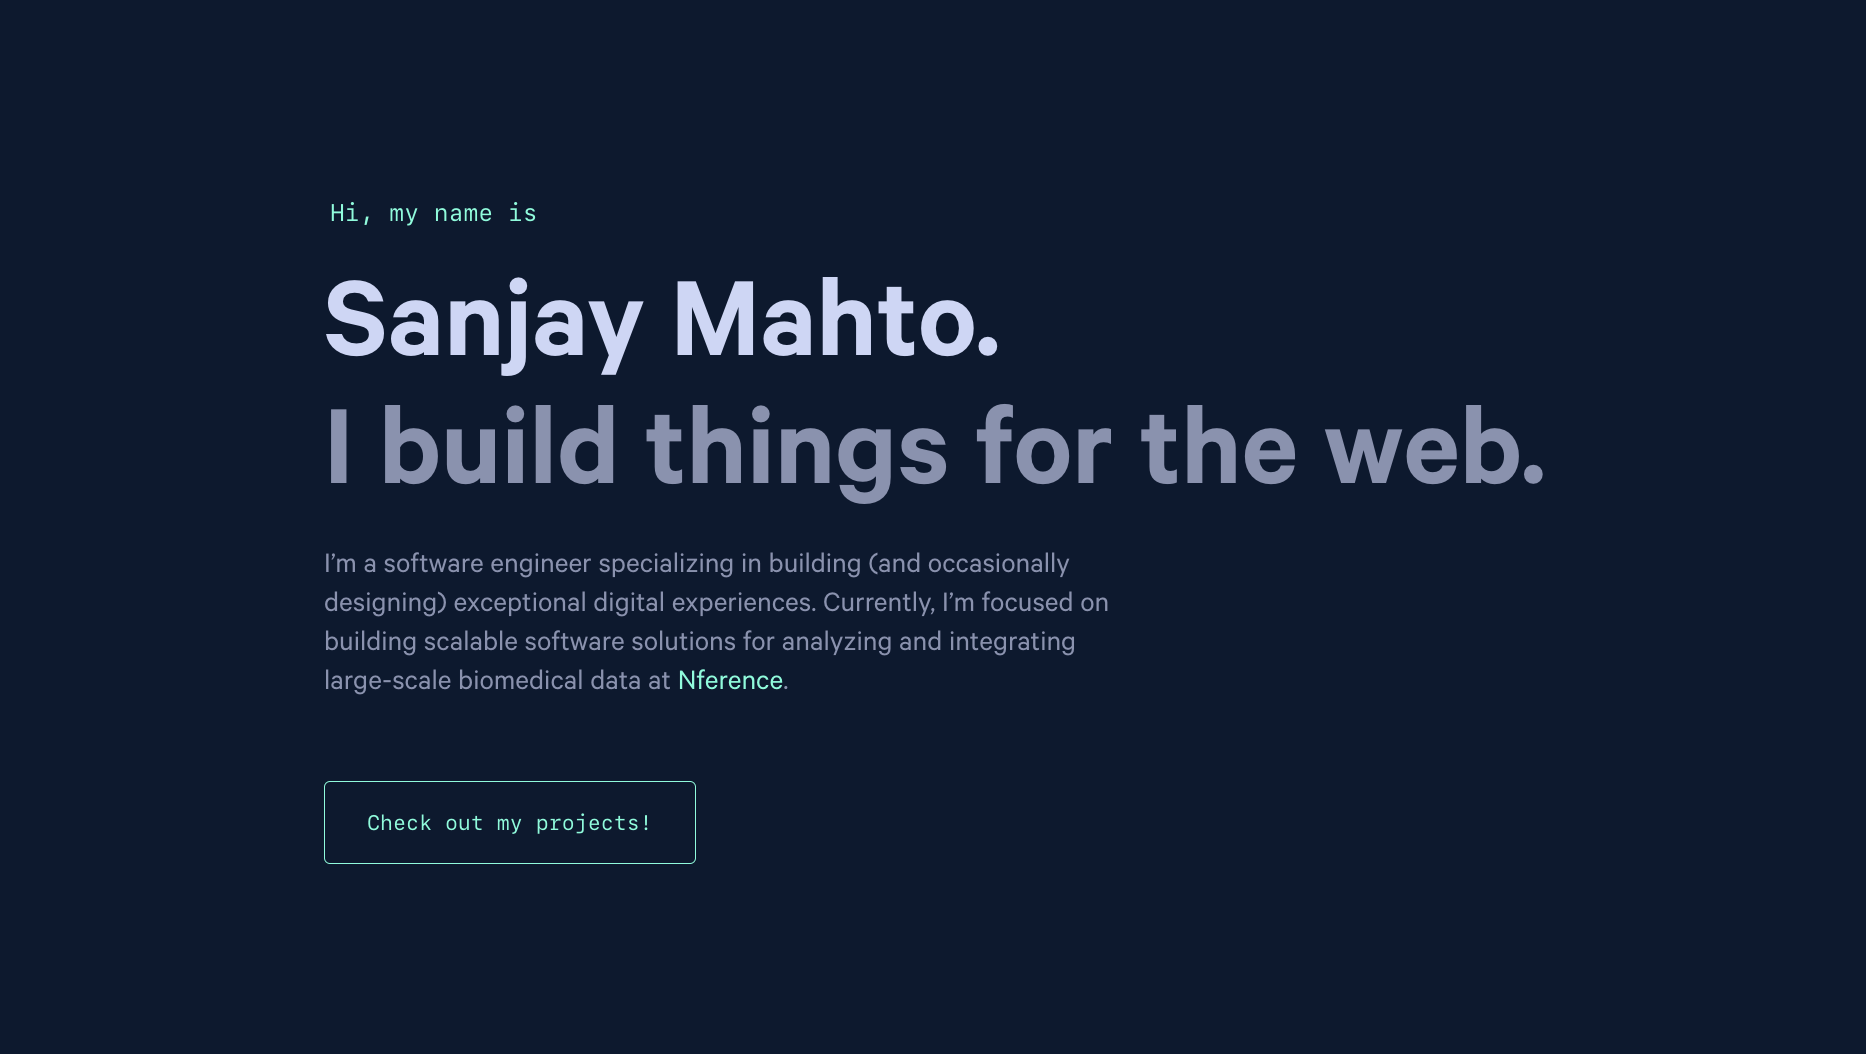 Hi, my name is
Sanjay Mahto.
I build things for the web.
I’m a software engineer specializing in building (and occasionally
designing) exceptional digital experiences. Currently, I’m focused on
building scalable software solutions for analyzing and integrating
large-scale biomedical data at Nference.
Check out my projects!